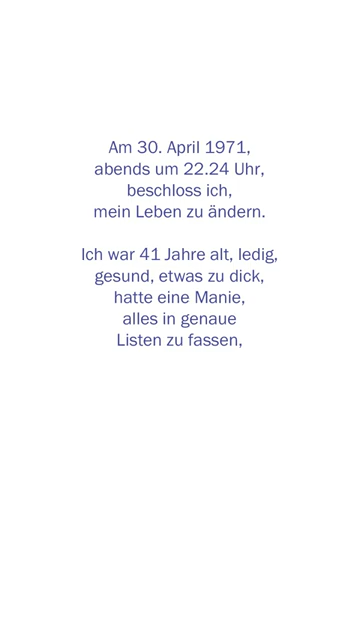 Am 30. April 1971,
abends um 22.24 Uhr,
beschloss ich,
mein Leben zu ändern.
Ich war 41 Jahre alt, ledig,
gesund, etwas zu dick,
hatte eine Manie,
alles in genaue
Listen zu fassen,